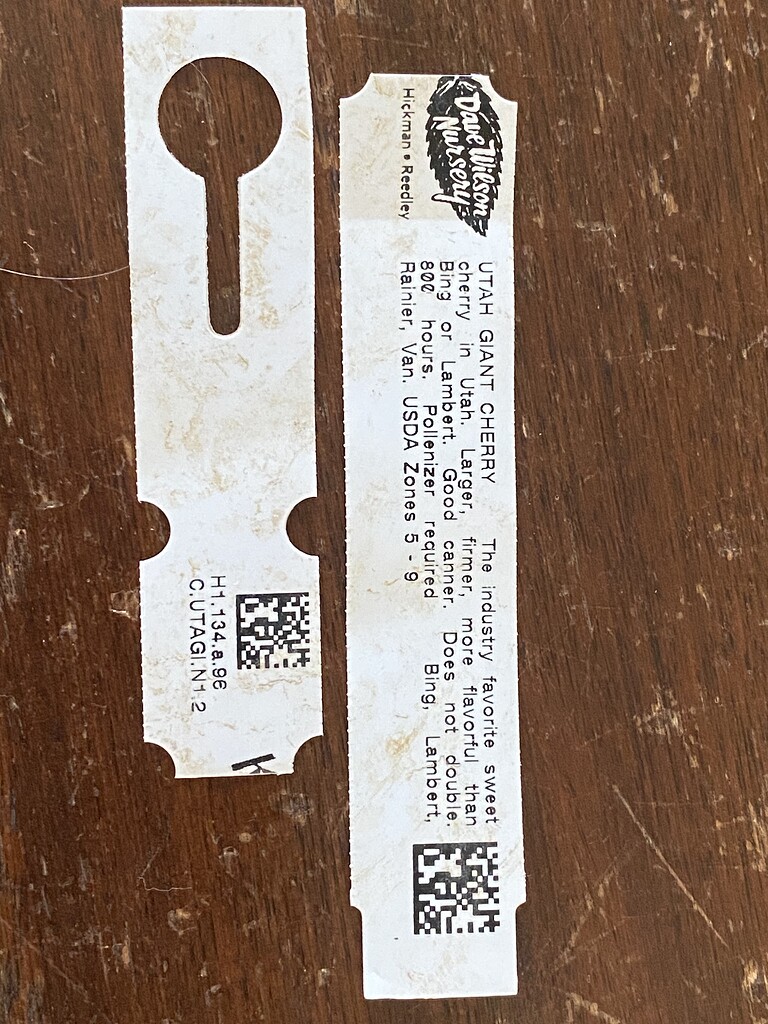 Dave Wilson
Nursery
Hickman • Reedley
UTAH GIANT CHERRY The industry favorite sweet
cherry in Utah. Larger, firmer, more flavorful than
Bing or Lambert. Good canner. Does not double.
800 hours. Pollenizer required Bing, Lambert,
Rainier, Van. USDA Zones 5 - 9
H1.134.a.96
C.UTAGI.N1.2